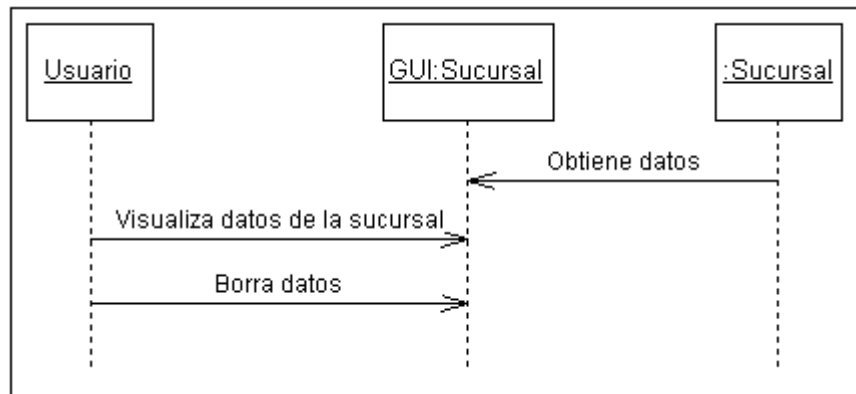 Usuario
GUI:Sucursal
:Sucursal
Obtiene datos
Visualiza datos de la sucursal
Borra datos